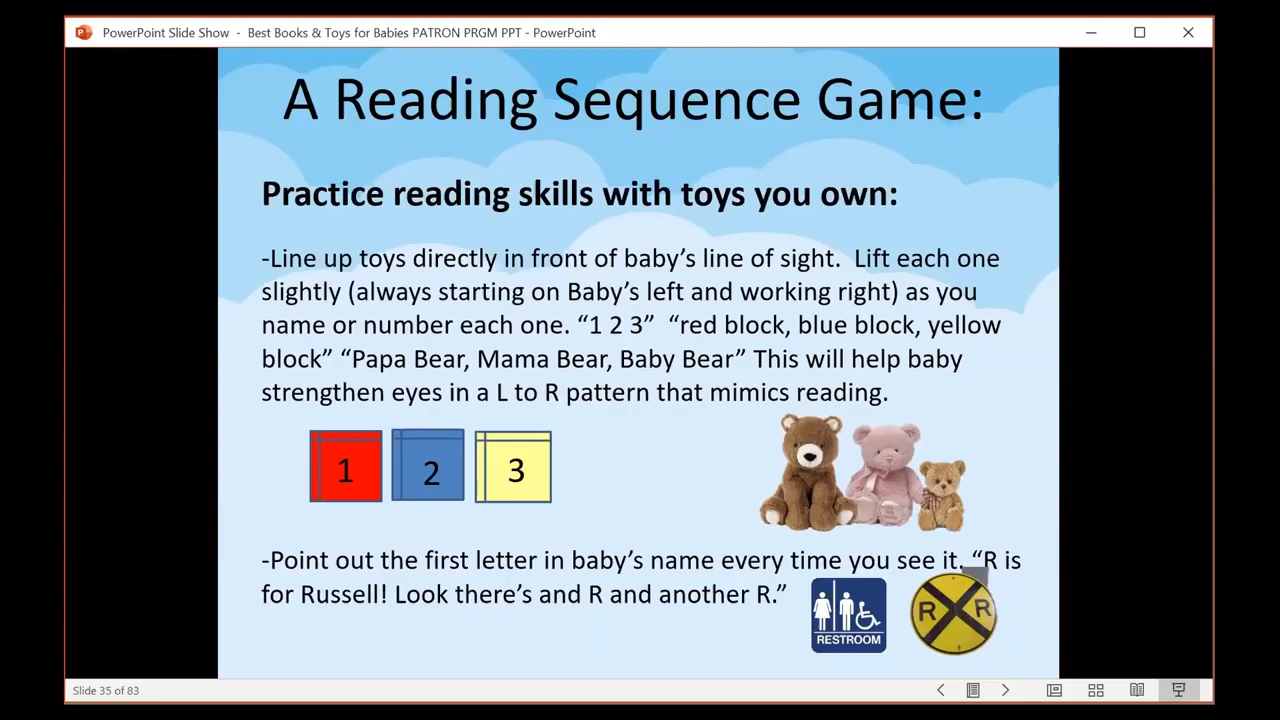 PowerPoint Slide Show - Best Books & Toys for Babies PATRON PRGM PPT - PowerPoint
A Reading Sequence Game:
Practice reading skills with toys you own:
-Line up toys directly in front of baby’s line of sight.  Lift each one
slightly (always starting on Baby’s left and working right) as you
name or number each one. “1 2 3”  “red block, blue block, yellow
block” “Papa Bear, Mama Bear, Baby Bear” This will help baby
strengthen eyes in a L to R pattern that mimics reading.
1 2 3
-Point out the first letter in baby’s name every time you see it. “R is
for Russell! Look there’s and R and another R.”
RESTROOM
R R
Slide 35 of 83